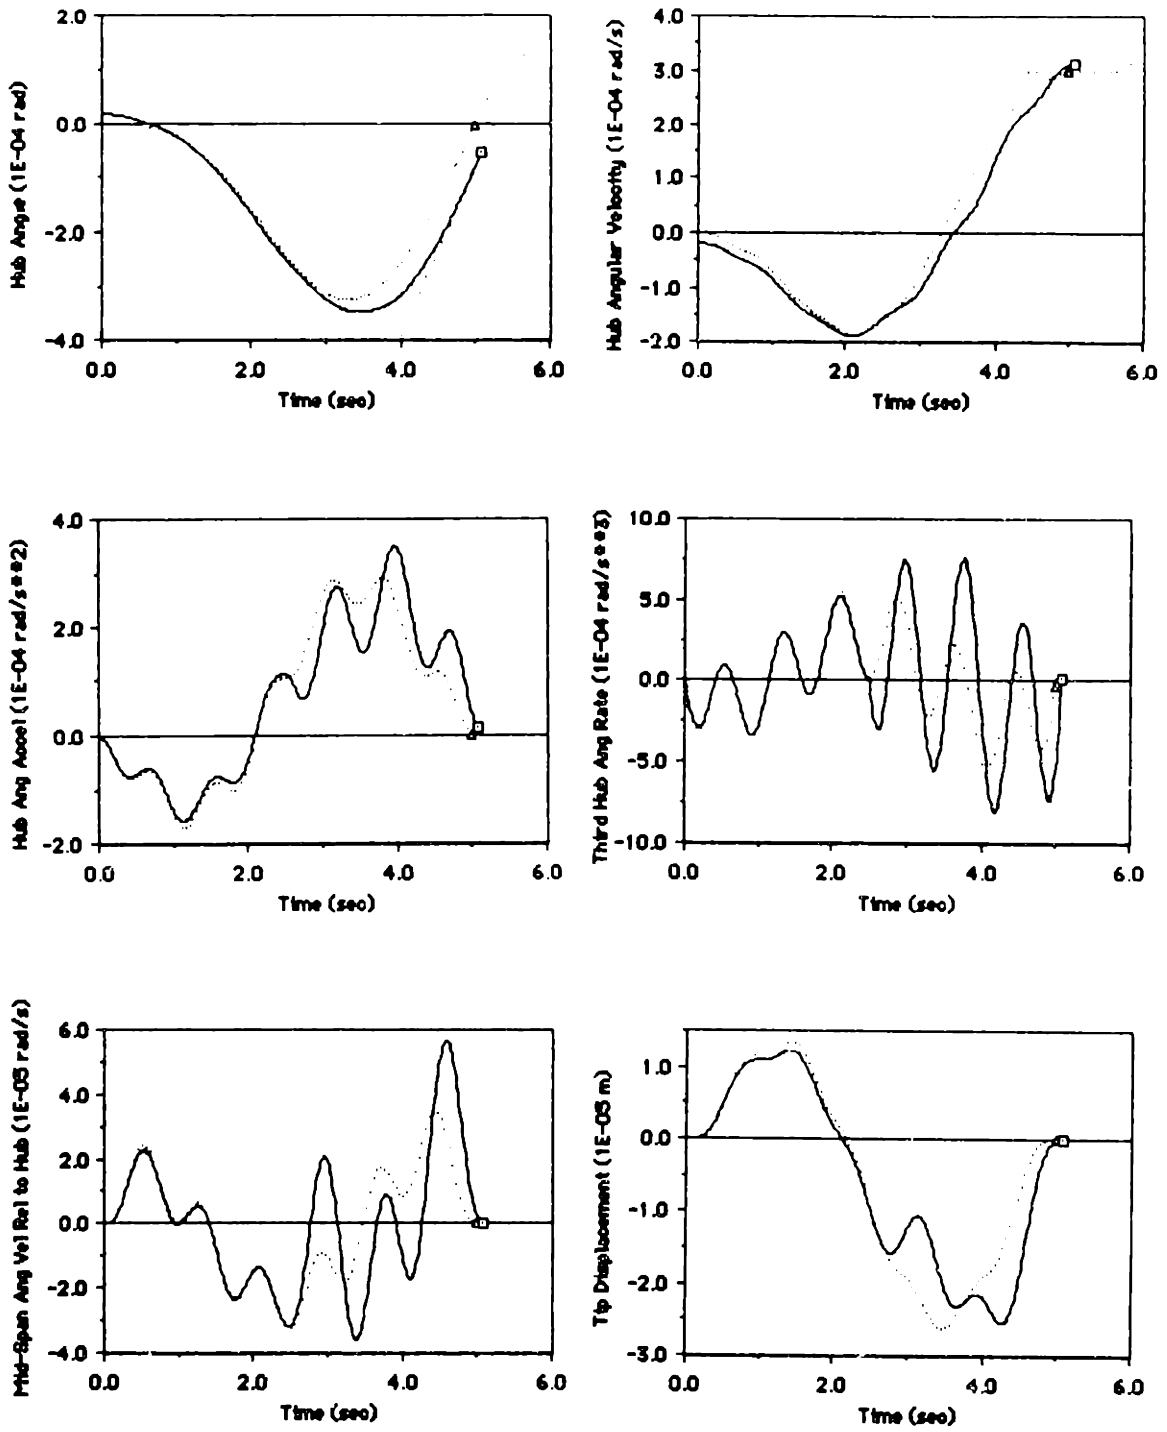 2.0
0.0
-2.0
-4.0
0.0 2.0 4.0 6.0
Time (sec)
Hub Angle (1E-04 rad)
4.0
3.0
2.0
1.0
0.0
-1.0
-2.0
0.0 2.0 4.0 6.0
Time (sec)
Hub Angular Velocity (1E-04 rad/s)
4.0
2.0
0.0
-2.0
0.0 2.0 4.0 6.0
Time (sec)
Hub Ang Accel (1E-04 rad/s**2)
10.0
5.0
0.0
-5.0
-10.0
0.0 2.0 4.0 6.0
Time (sec)
Third Hub Ang Rate (1E-04 rad/s**3)
6.0
4.0
2.0
0.0
-2.0
-4.0
0.0 2.0 4.0 6.0
Time (sec)
Mid-Span Ang Vel Rel to Hub (1E-05 rad/s)
1.0
0.0
-1.0
-2.0
-3.0
0.0 2.0 4.0 6.0
Time (sec)
Tip Displacement (1E-05 m)